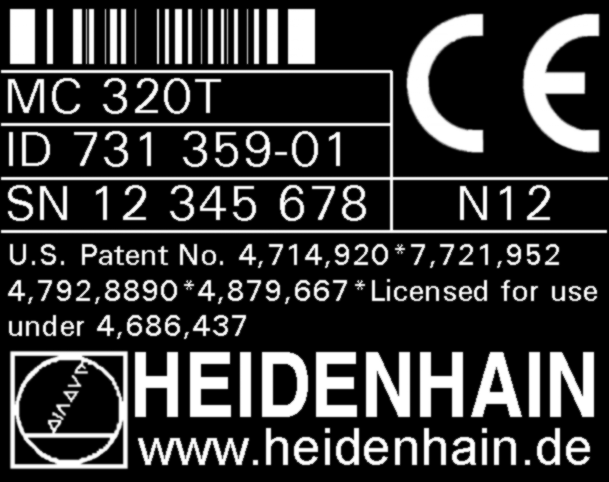 MC 320T
ID 731 359-01
SN 12 345 678 N12
U.S. Patent No. 4,714,920*7,721,952
4,792,8890*4,879,667*Licensed for use
under 4,686,437
HEIDENHAIN
www.heidenhain.de